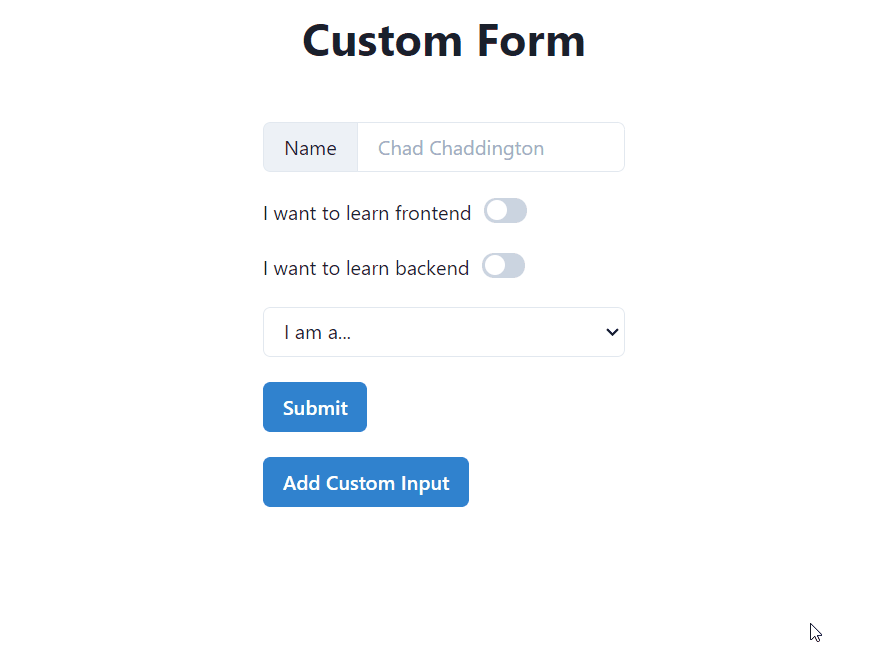 Custom Form
Name Chad Chaddington
I want to learn frontend
I want to learn backend
I am a...
Submit
Add Custom Input